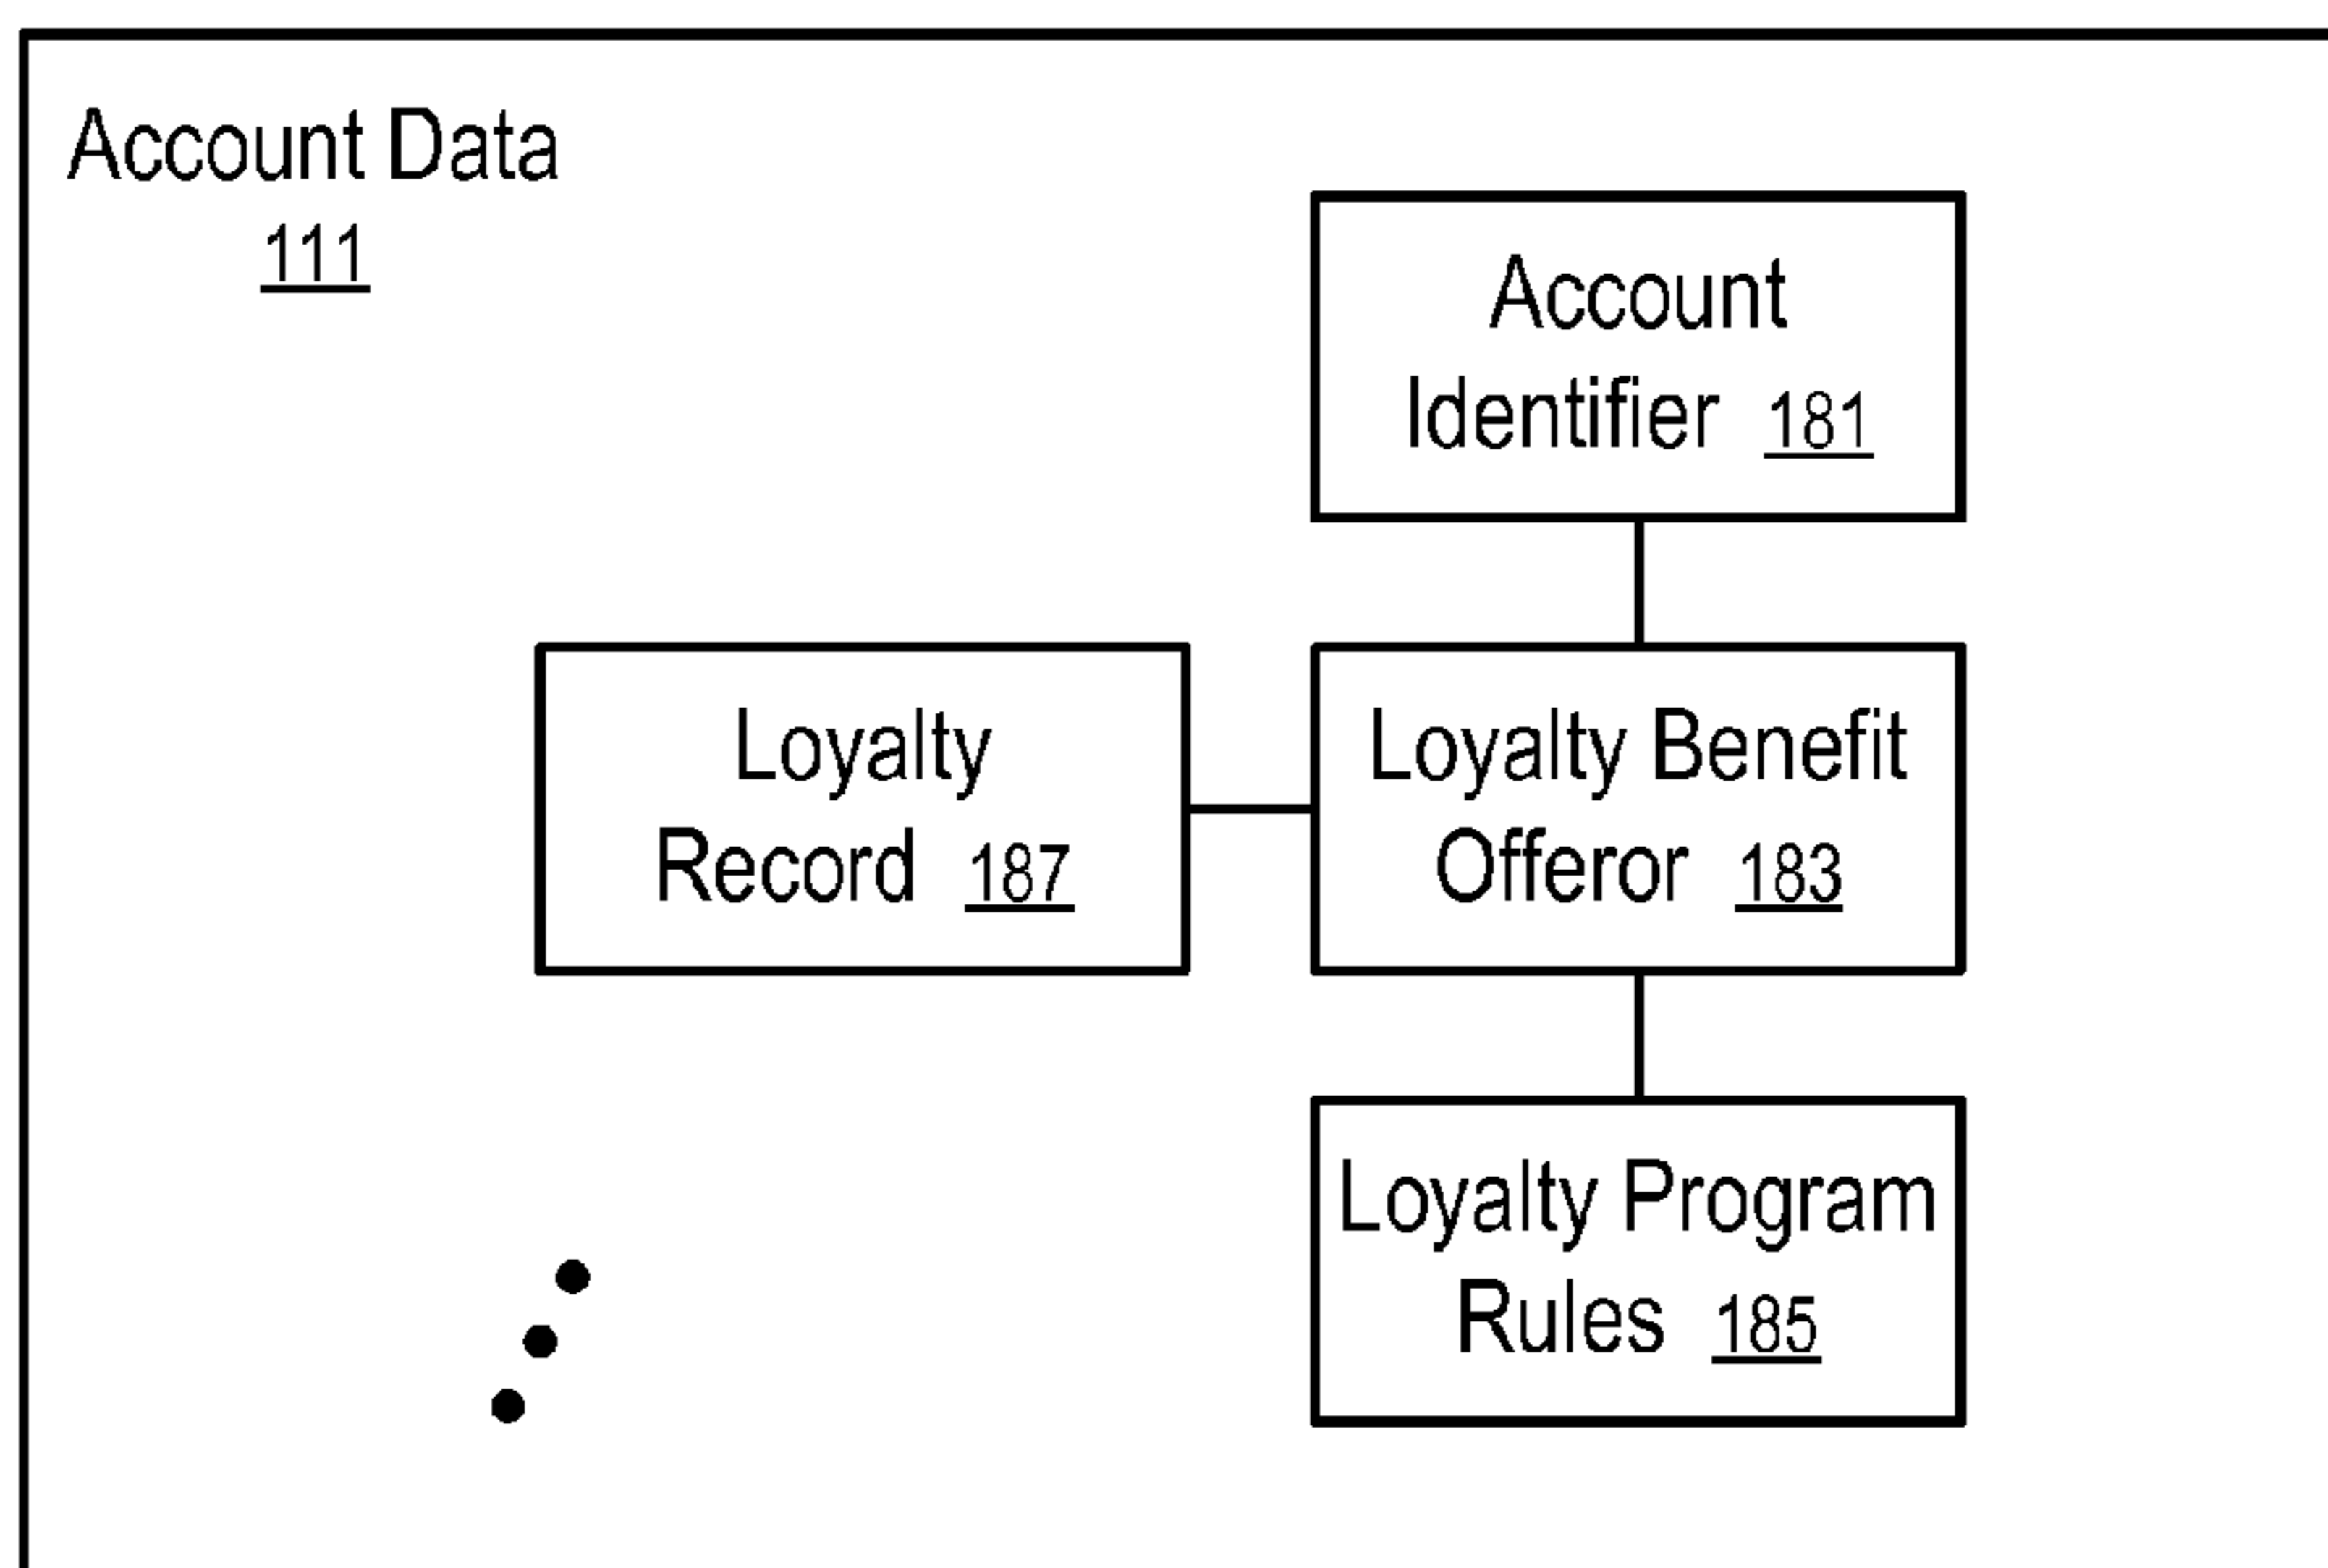 Account Data
111
Account
Identifier 181
Loyalty
Record 187
Loyalty Benefit
Offeror 183
Loyalty Program
Rules 185